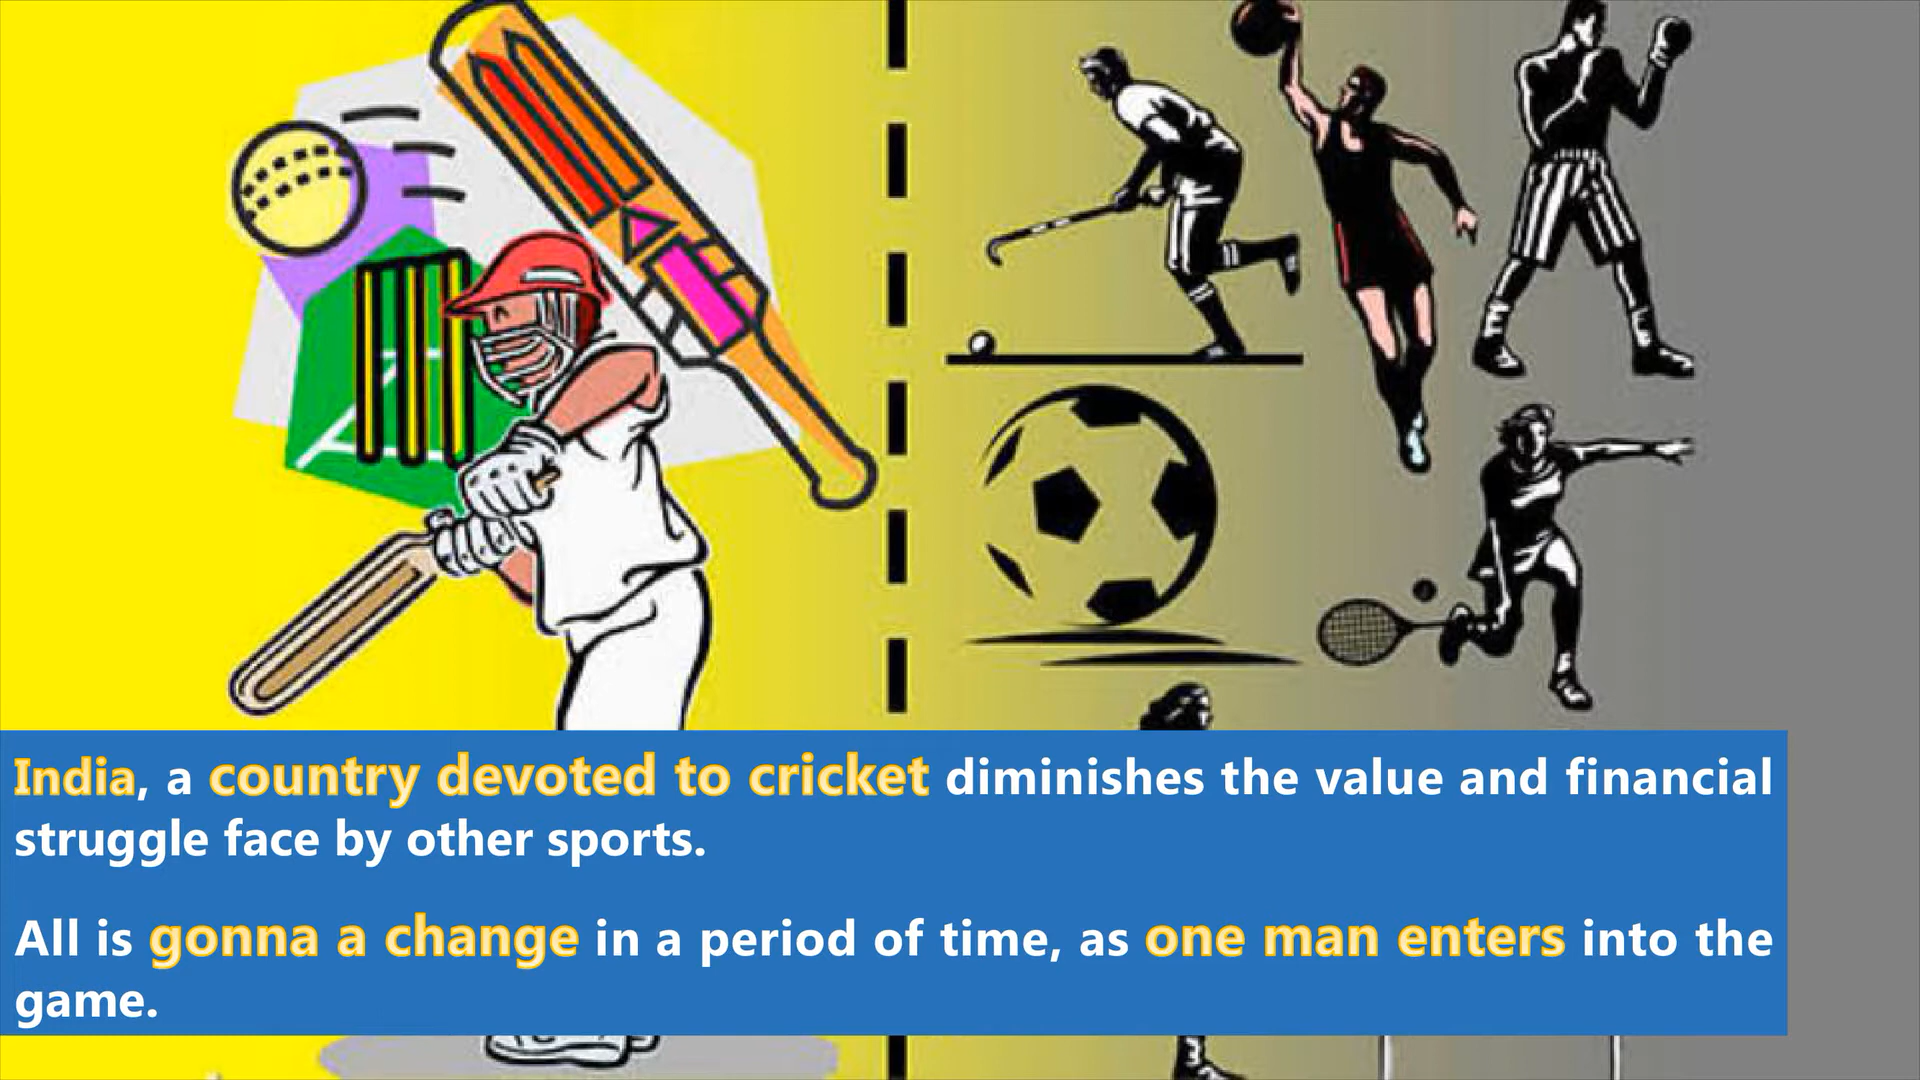 India, a country devoted to cricket diminishes the value and financial
struggle face by other sports.
All is gonna a change in a period of time, as one man enters into the
game.